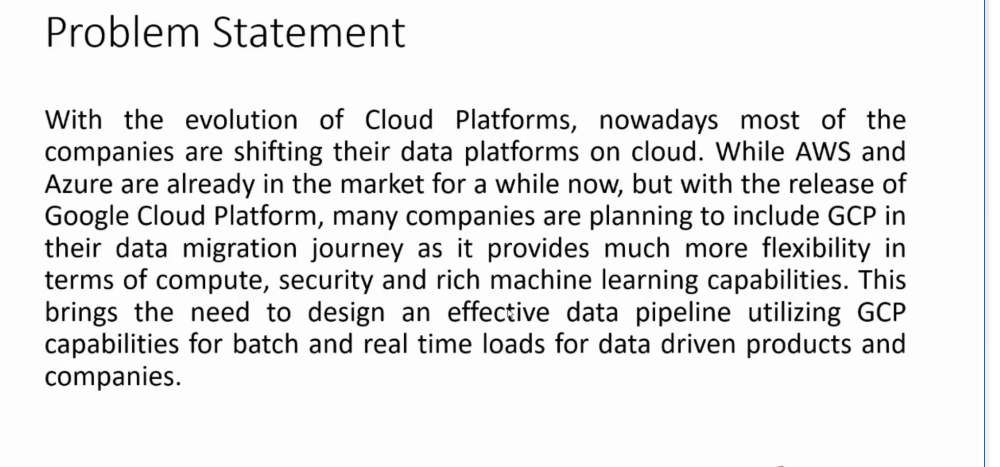 Problem Statement
With the evolution of Cloud Platforms, nowadays most of the
companies are shifting their data platforms on cloud. While AWS and
Azure are already in the market for a while now, but with the release of
Google Cloud Platform, many companies are planning to include GCP in
their data migration journey as it provides much more flexibility in
terms of compute, security and rich machine learning capabilities. This
brings the need to design an effective data pipeline utilizing GCP
capabilities for batch and real time loads for data driven products and
companies.